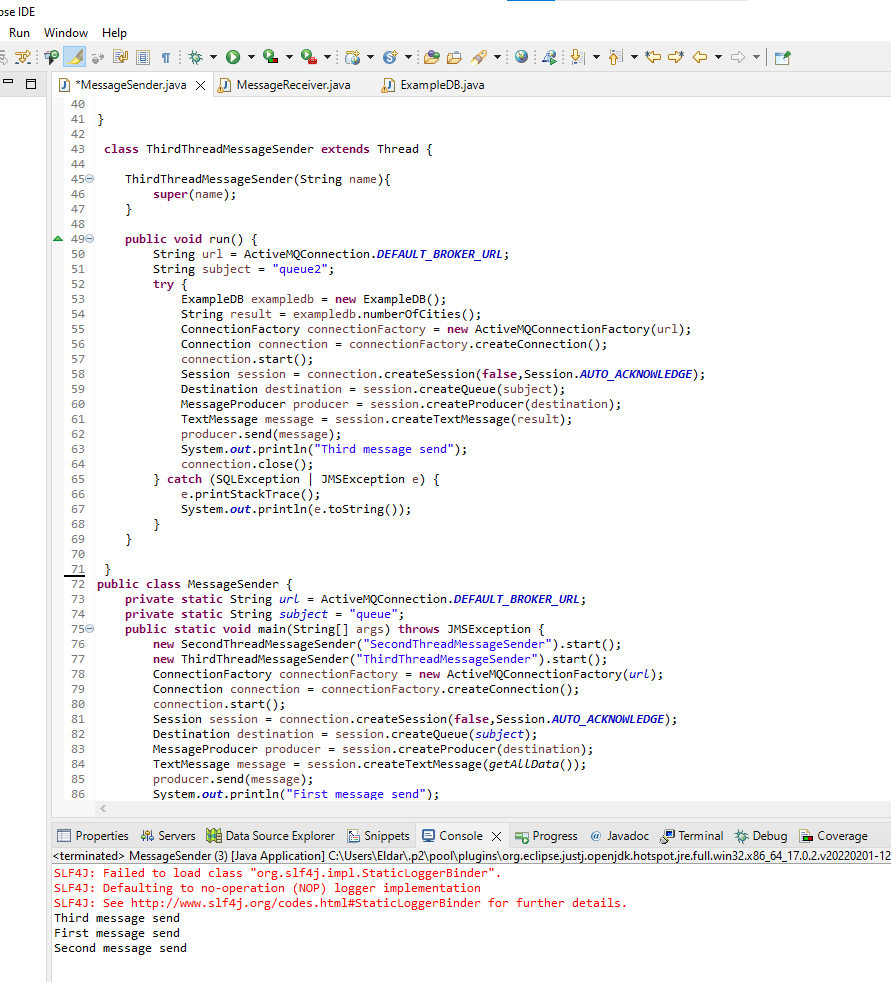 ose IDE
Run Window Help
*MessageSender.java MessageReceiver.java ExampleDB.java
40
41 }
42
43 class ThirdThreadMessageSender extends Thread {
44
45 ThirdThreadMessageSender(String name){
46 super(name);
47 }
48
49 public void run() {
50 String url = ActiveMQConnection.DEFAULT_BROKER_URL;
51 String subject = "queue2";
52 try {
53 ExampleDB exampledb = new ExampleDB();
54 String result = exampledb.numberOfCities();
55 ConnectionFactory connectionFactory = new ActiveMQConnectionFactory(url);
56 Connection connection = connectionFactory.createConnection();
57 connection.start();
58 Session session = connection.createSession(false,Session.AUTO_ACKNOWLEDGE);
59 Destination destination = session.createQueue(subject);
60 MessageProducer producer = session.createProducer(destination);
61 TextMessage message = session.createTextMessage(result);
62 producer.send(message);
63 System.out.println("Third message send");
64 connection.close();
65 } catch (SQLException | JMSException e) {
66 e.printStackTrace();
67 System.out.println(e.toString());
68 }
69 }
70
71 }
72 public class MessageSender {
73 private static String url = ActiveMQConnection.DEFAULT_BROKER_URL;
74 private static String subject = "queue";
75 public static void main(String[] args) throws JMSException {
76 new SecondThreadMessageSender("SecondThreadMessageSender").start();
77 new ThirdThreadMessageSender("ThirdThreadMessageSender").start();
78 ConnectionFactory connectionFactory = new ActiveMQConnectionFactory(url);
79 Connection connection = connectionFactory.createConnection();
80 connection.start();
81 Session session = connection.createSession(false,Session.AUTO_ACKNOWLEDGE);
82 Destination destination = session.createQueue(subject);
83 MessageProducer producer = session.createProducer(destination);
84 TextMessage message = session.createTextMessage(getAllData());
85 producer.send(message);
86 System.out.println("First message send");
Properties Servers Data Source Explorer Snippets Console Progress @ Javadoc Terminal Debug Coverage
<terminated> MessageSender (3) [Java Application] C:\Users\Eldar\.p2\pool\plugins\org.eclipse.justj.openjdk.hotspot.jre.full.win32.x86_64_17.0.2.v20220201-12
SLF4J: Failed to load class "org.slf4j.impl.StaticLoggerBinder".
SLF4J: Defaulting to no-operation (NOP) logger implementation
SLF4J: See http://www.slf4j.org/codes.html#StaticLoggerBinder for further details.
Third message send
First message send
Second message send